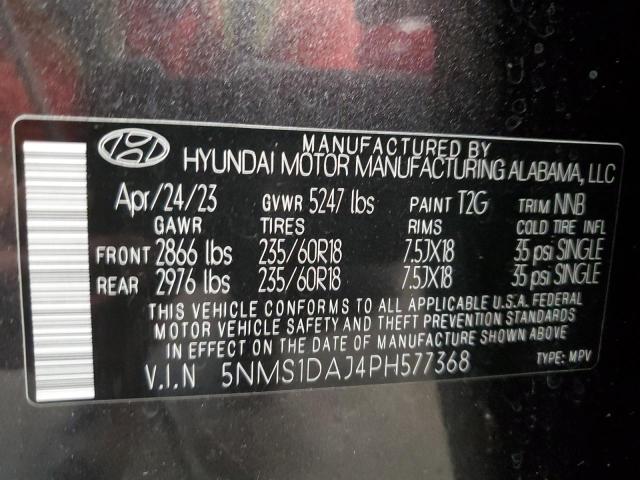 MANUFACTURED BY
HYUNDAI MOTOR MANUFACTURING ALABAMA, LLC
Apr/24/23 GVWR 5247 lbs PAINT T2G TRIM NNB
GAWR TIRES RIMS COLD TIRE INFL
FRONT 2866 lbs 235/60R18 7.5JX18 35 psi SINGLE
REAR 2976 lbs 235/60R18 7.5JX18 35 psi SINGLE
THIS VEHICLE CONFORMS TO ALL APPLICABLE U.S.A. FEDERAL
MOTOR VEHICLE SAFETY AND THEFT PREVENTION STANDARDS
IN EFFECT ON THE DATE OF MANUFACTURE SHOWN ABOVE.
V.I.N 5NMS1DAJ4PH577368 TYPE: MPV